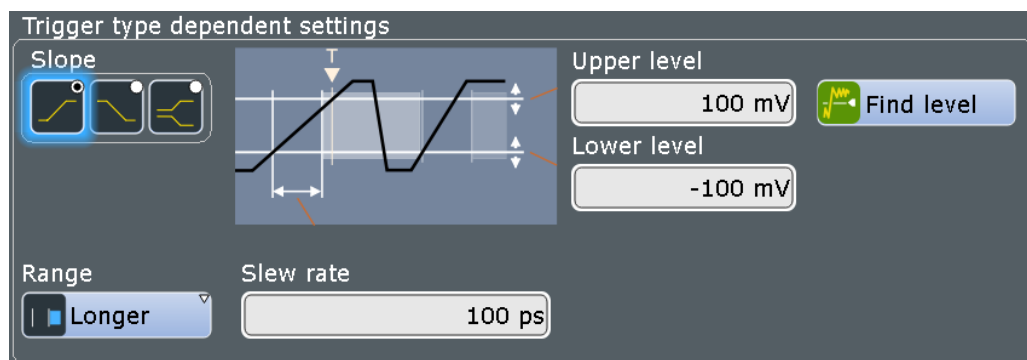 Trigger type dependent settings
Slope
T
Upper level
100 mV
Find level
Lower level
-100 mV
Range
Slew rate
Longer
100 ps